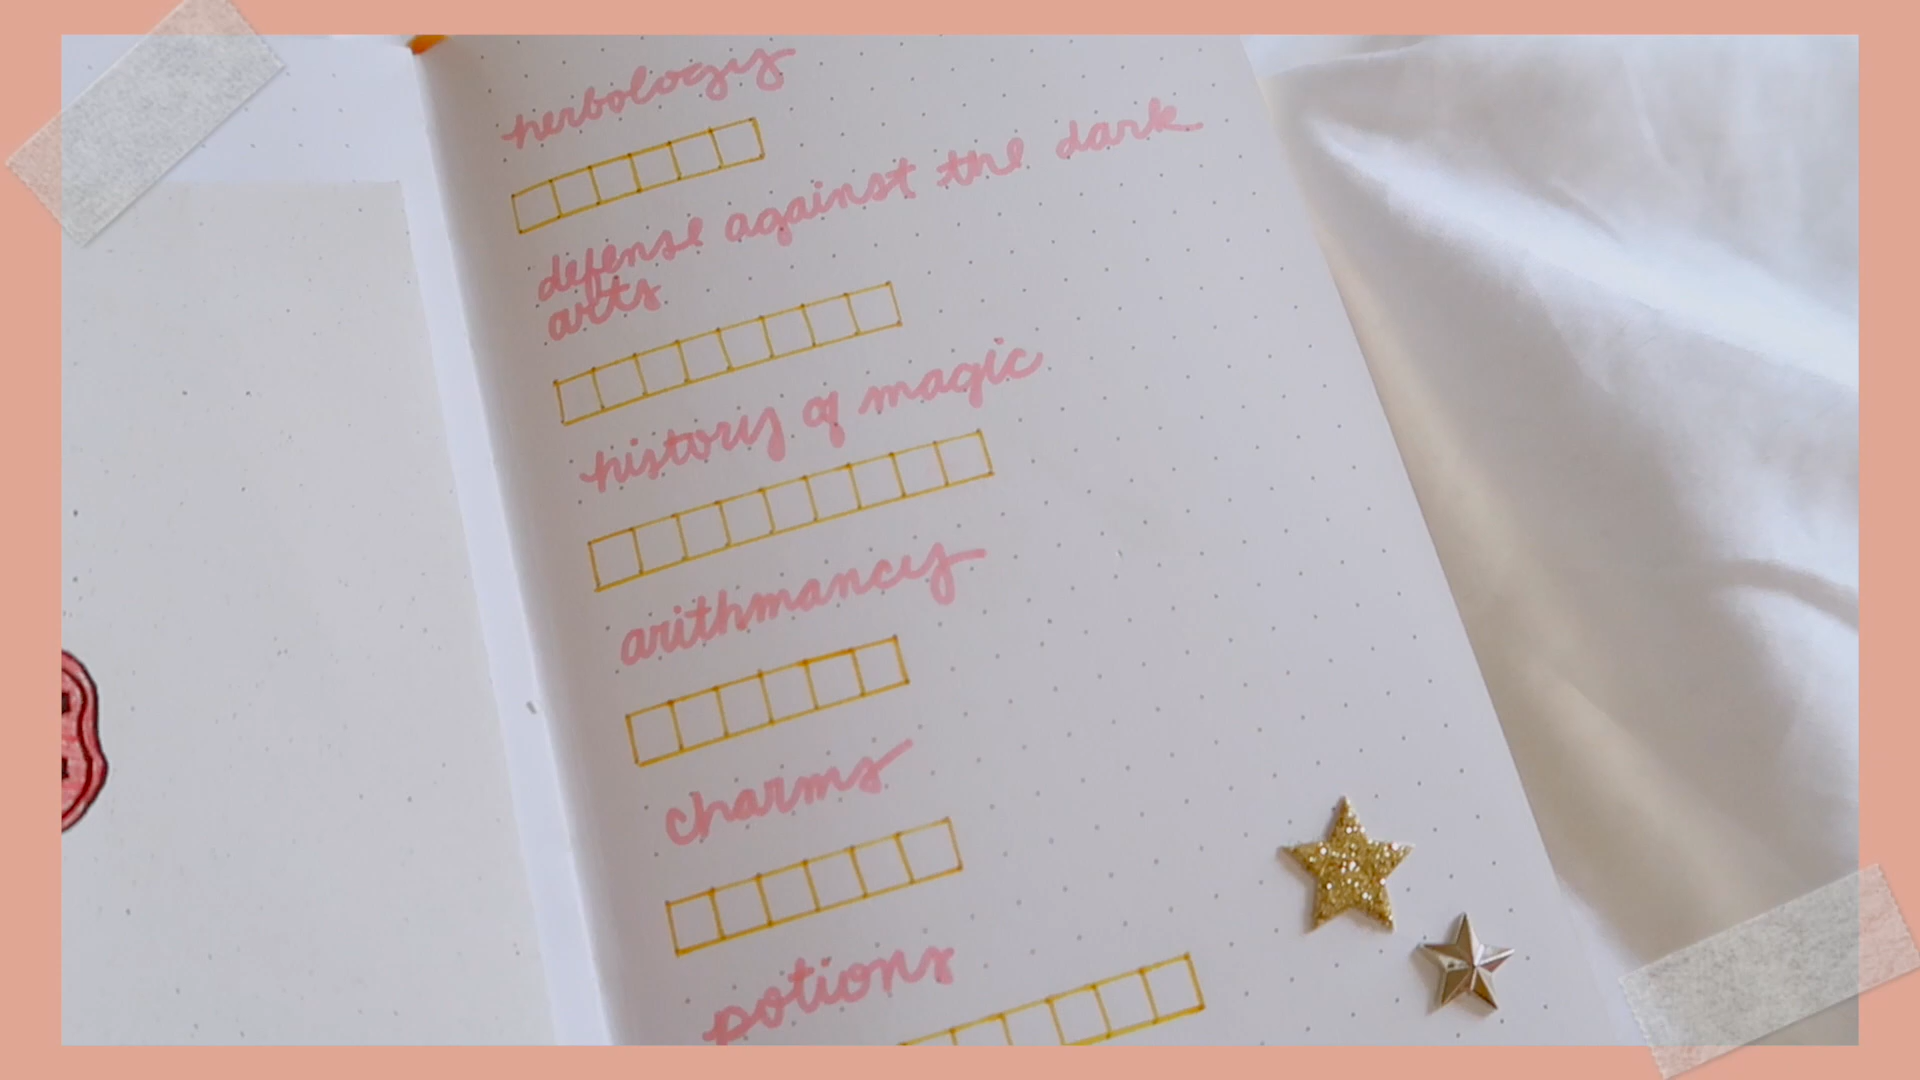 herbology
defense against the dark
arts
history of magic
arithmancy
charms
potions